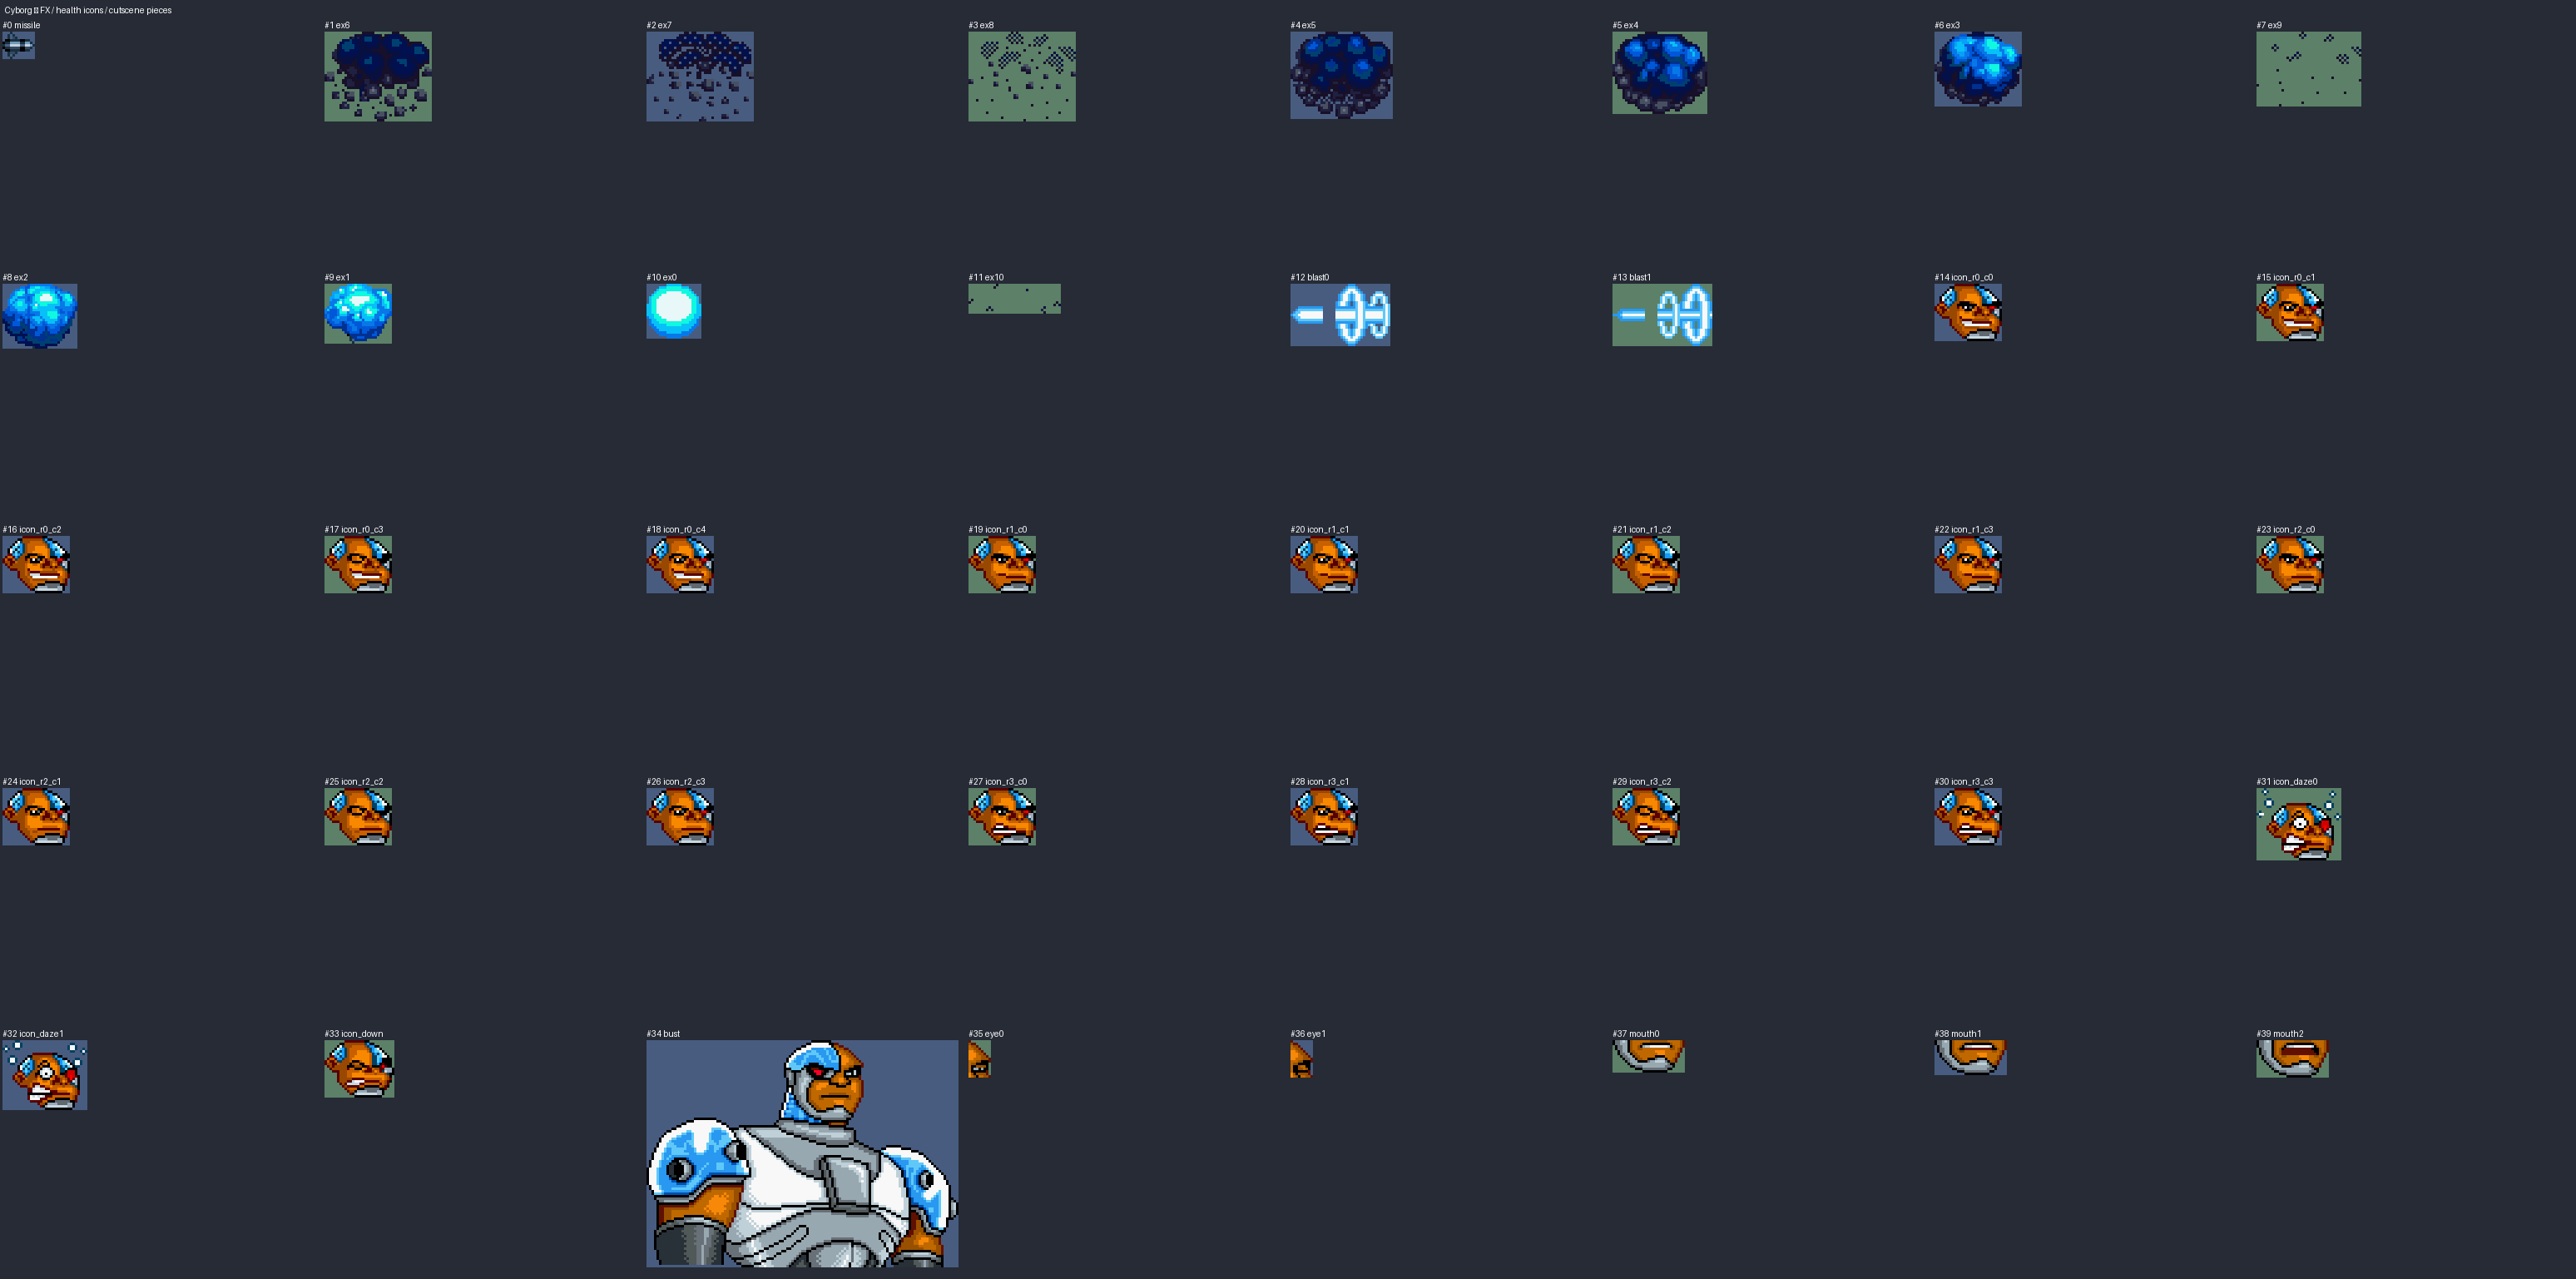 Cyborg ▯ FX / health icons / cutscene pieces
#0 missile #1 ex6 #2 ex7 #3 ex8 #4 ex5 #5 ex4 #6 ex3 #7 ex9
#8 ex2 #9 ex1 #10 ex0 #11 ex10 #12 blast0 #13 blast1 #14 icon_r0_c0 #15 icon_r0_c1
#16 icon_r0_c2 #17 icon_r0_c3 #18 icon_r0_c4 #19 icon_r1_c0 #20 icon_r1_c1 #21 icon_r1_c2 #22 icon_r1_c3 #23 icon_r2_c0
#24 icon_r2_c1 #25 icon_r2_c2 #26 icon_r2_c3 #27 icon_r3_c0 #28 icon_r3_c1 #29 icon_r3_c2 #30 icon_r3_c3 #31 icon_daze0
#32 icon_daze1 #33 icon_down #34 bust #35 eye0 #36 eye1 #37 mouth0 #38 mouth1 #39 mouth2